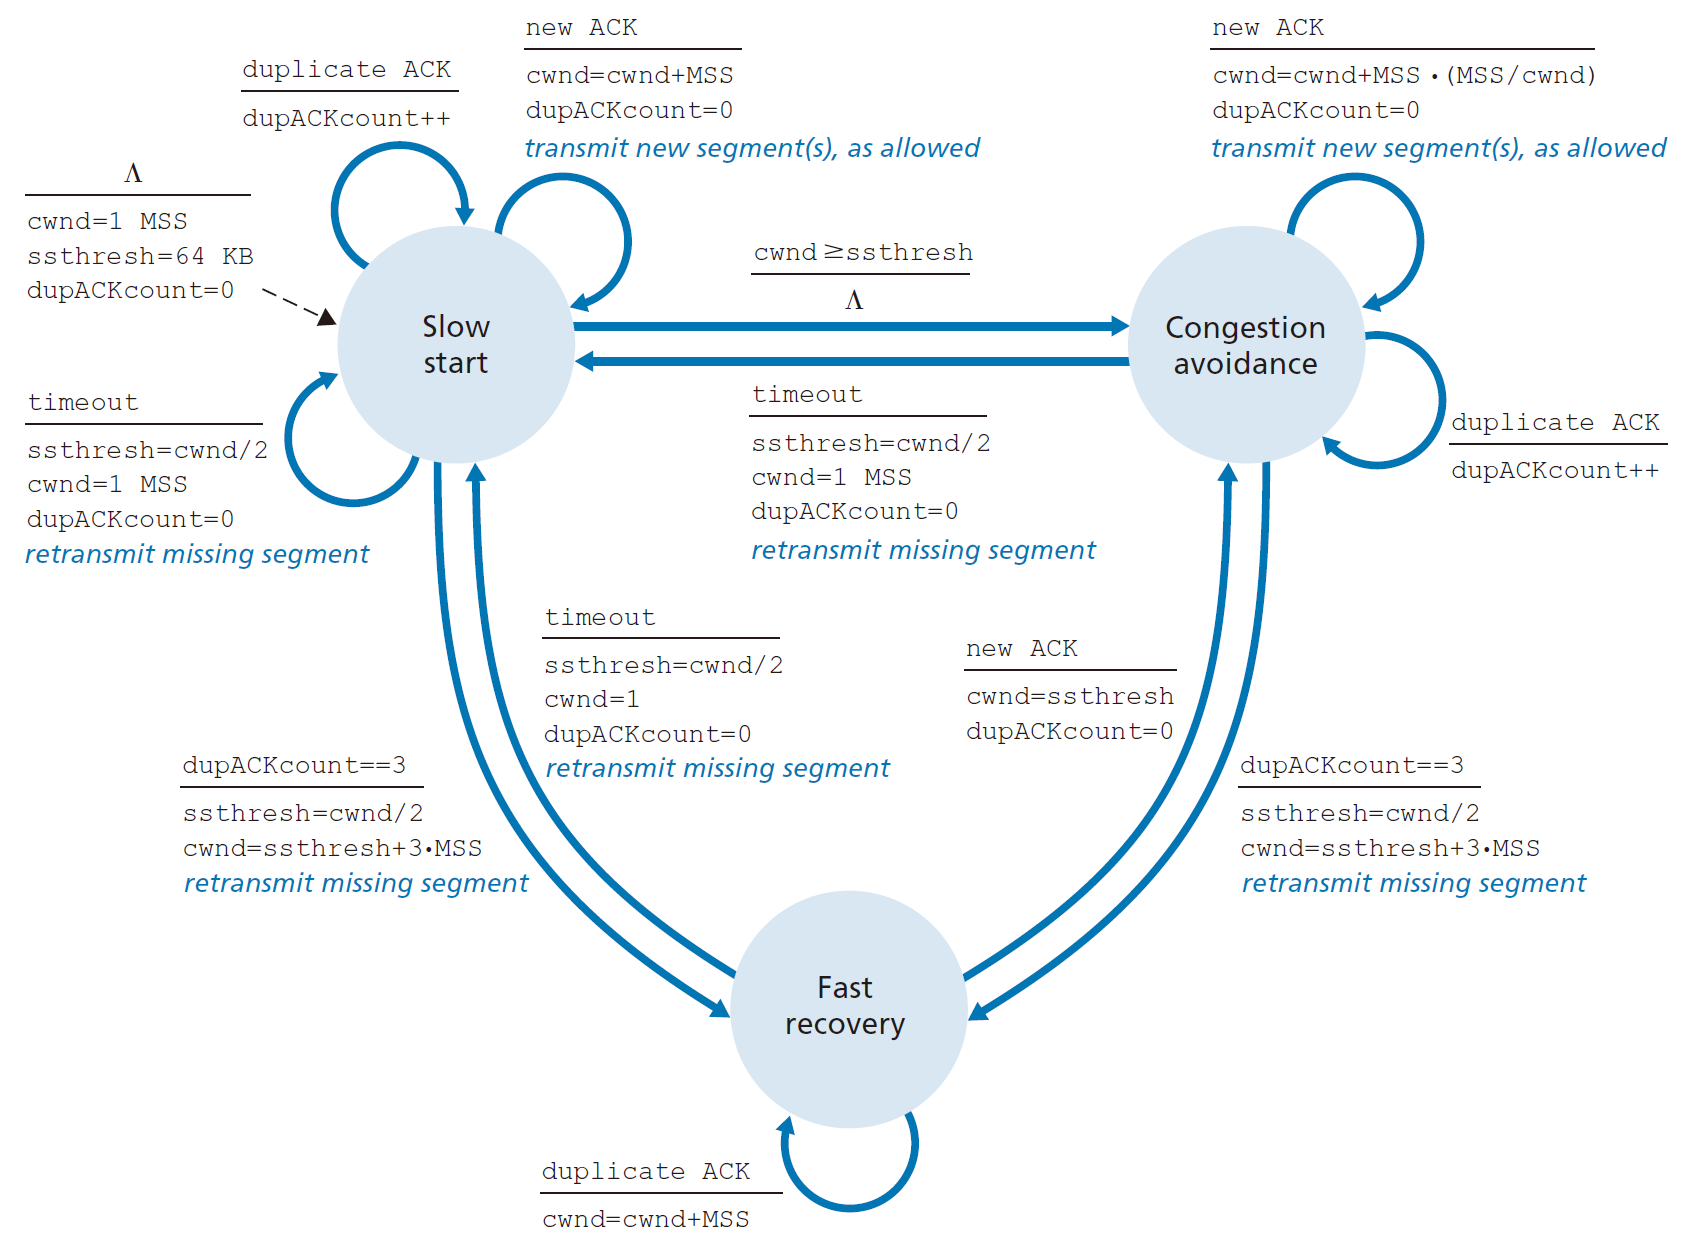 new ACK
cwnd=cwnd+MSS
dupACKcount=0
transmit new segment(s), as allowed
new ACK
cwnd=cwnd+MSS·(MSS/cwnd)
dupACKcount=0
transmit new segment(s), as allowed
duplicate ACK
dupACKcount++
Λ
cwnd=1 MSS
ssthresh=64 KB
dupACKcount=0
cwnd≥ssthresh
Λ
Slow
start
Congestion
avoidance
timeout
ssthresh=cwnd/2
cwnd=1 MSS
dupACKcount=0
retransmit missing segment
timeout
ssthresh=cwnd/2
cwnd=1 MSS
dupACKcount=0
retransmit missing segment
duplicate ACK
dupACKcount++
timeout
ssthresh=cwnd/2
cwnd=1
dupACKcount=0
retransmit missing segment
new ACK
cwnd=ssthresh
dupACKcount=0
dupACKcount==3
ssthresh=cwnd/2
cwnd=ssthresh+3·MSS
retransmit missing segment
dupACKcount==3
ssthresh=cwnd/2
cwnd=ssthresh+3·MSS
retransmit missing segment
Fast
recovery
duplicate ACK
cwnd=cwnd+MSS